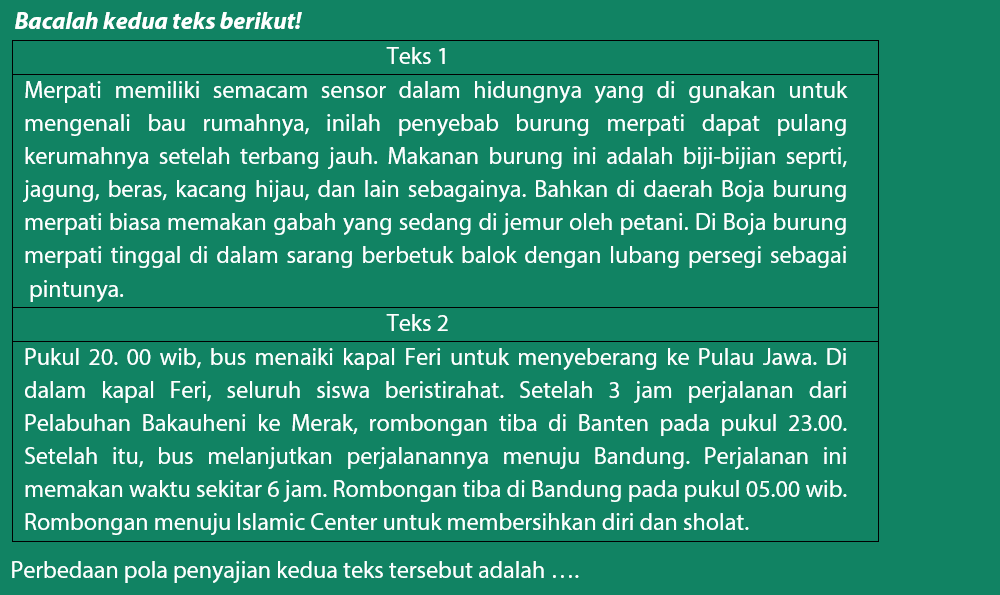 Bacalah kedua teks berikut!
Teks 1
Merpati memiliki semacam sensor dalam hidungnya yang di gunakan untuk
mengenali bau rumahnya, inilah penyebab burung merpati dapat pulang
kerumahnya setelah terbang jauh. Makanan burung ini adalah biji-bijian seprti,
jagung, beras, kacang hijau, dan lain sebagainya. Bahkan di daerah Boja burung
merpati biasa memakan gabah yang sedang di jemur oleh petani. Di Boja burung
merpati tinggal di dalam sarang berbetuk balok dengan lubang persegi sebagai
pintunya.
Teks 2
Pukul 20. 00 wib, bus menaiki kapal Feri untuk menyeberang ke Pulau Jawa. Di
dalam kapal Feri, seluruh siswa beristirahat. Setelah 3 jam perjalanan dari
Pelabuhan Bakauheni ke Merak, rombongan tiba di Banten pada pukul 23.00.
Setelah itu, bus melanjutkan perjalanannya menuju Bandung. Perjalanan ini
memakan waktu sekitar 6 jam. Rombongan tiba di Bandung pada pukul 05.00 wib.
Rombongan menuju Islamic Center untuk membersihkan diri dan sholat.
Perbedaan pola penyajian kedua teks tersebut adalah ….